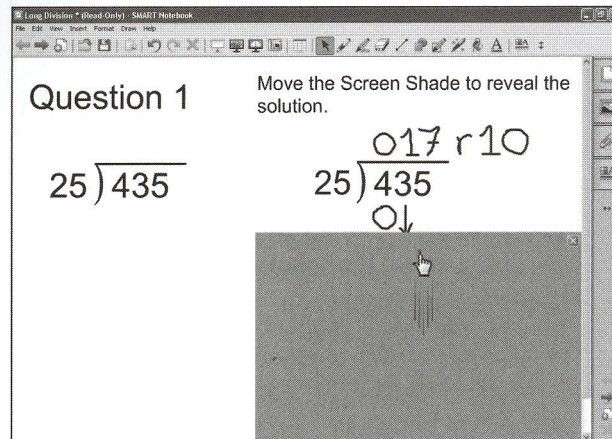 Long Division * (Read-Only) - SMART Notebook
File Edit View Insert Format Draw Help
Question 1
25)435
Move the Screen Shade to reveal the
solution.
017 r10
25)435
0↓